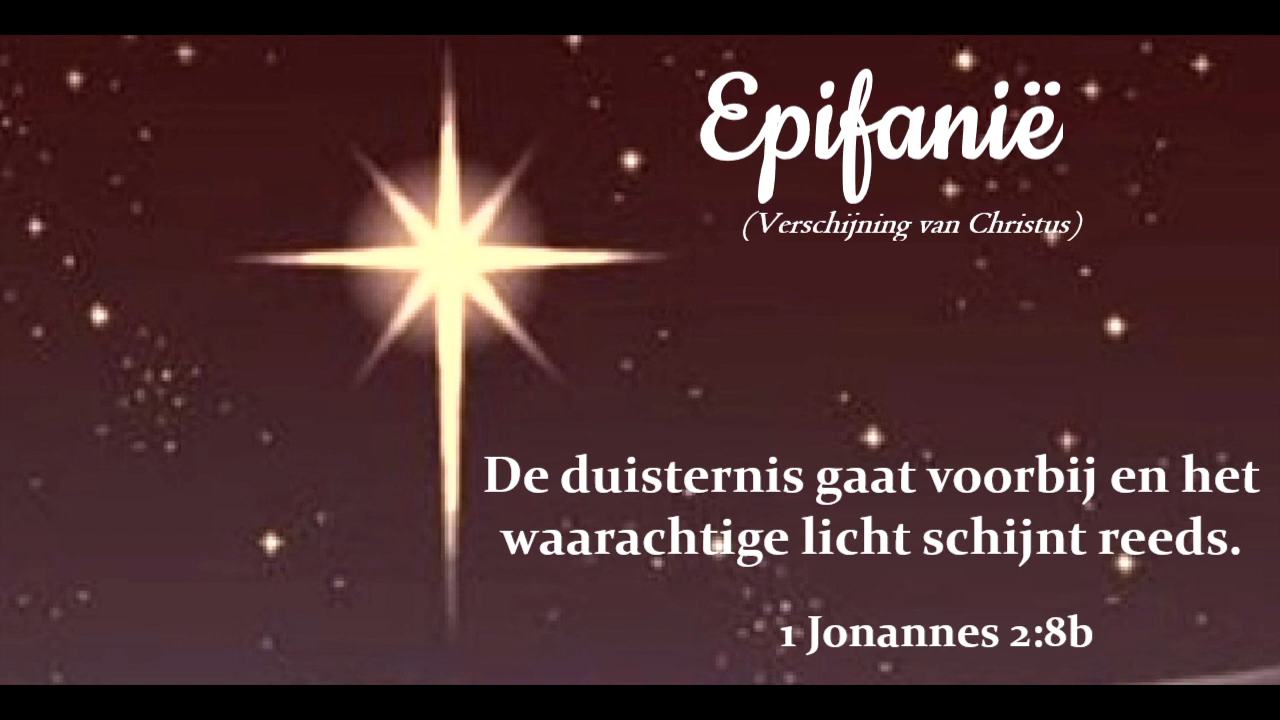 Epifanië
(Verschijning van Christus)
De duisternis gaat voorbij en het
waarachtige licht schijnt reeds.
1 Jonannes 2:8b